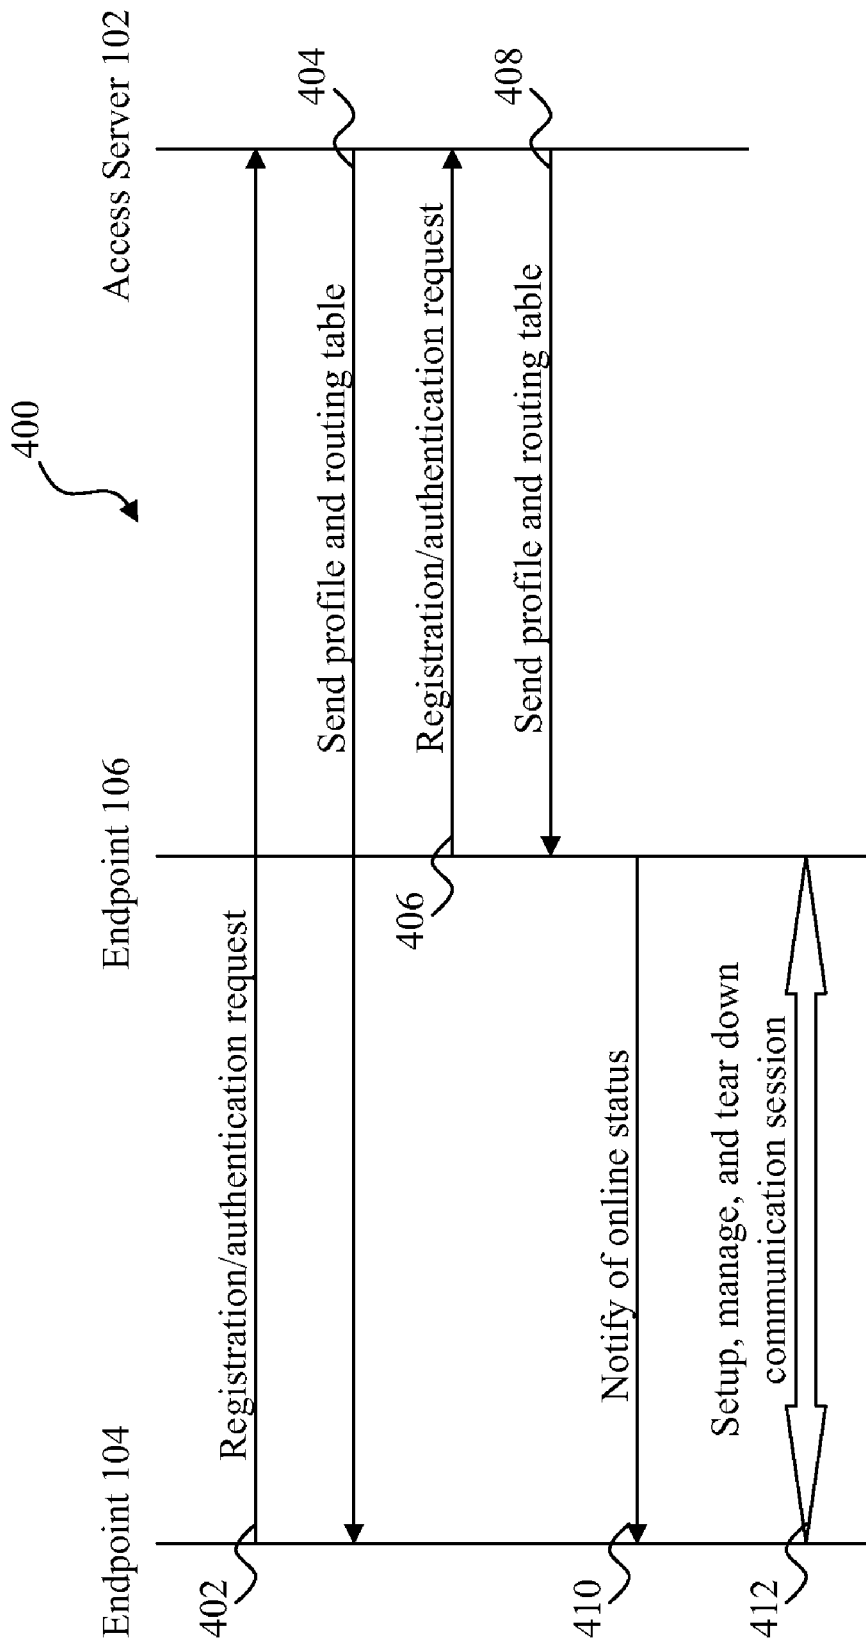 400
Endpoint 104
Endpoint 106
Access Server 102
402
Registration/authentication request
Send profile and routing table
404
406
Registration/authentication request
Send profile and routing table
408
410
Notify of online status
412
Setup, manage, and tear down
communication session